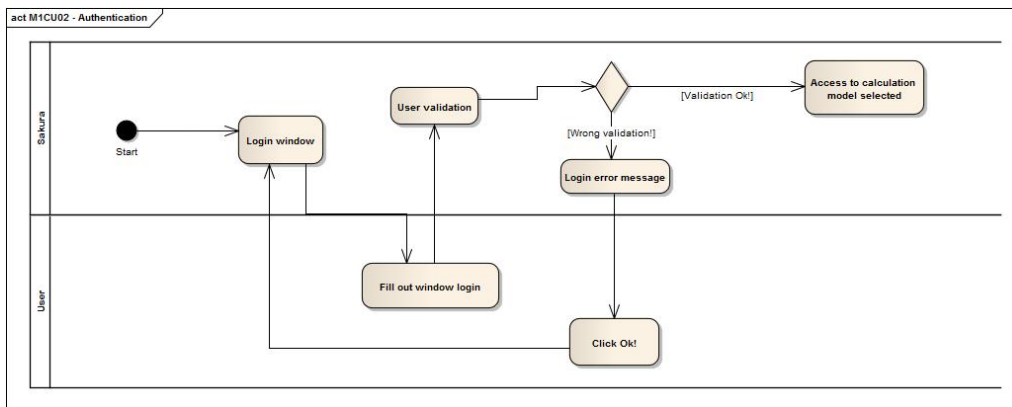 act M1CU02 - Authentication
Sakura
Start
Login window
User validation
[Validation Ok!]
Access to calculation
model selected
[Wrong validation!]
Login error message
User
Fill out window login
Click Ok!